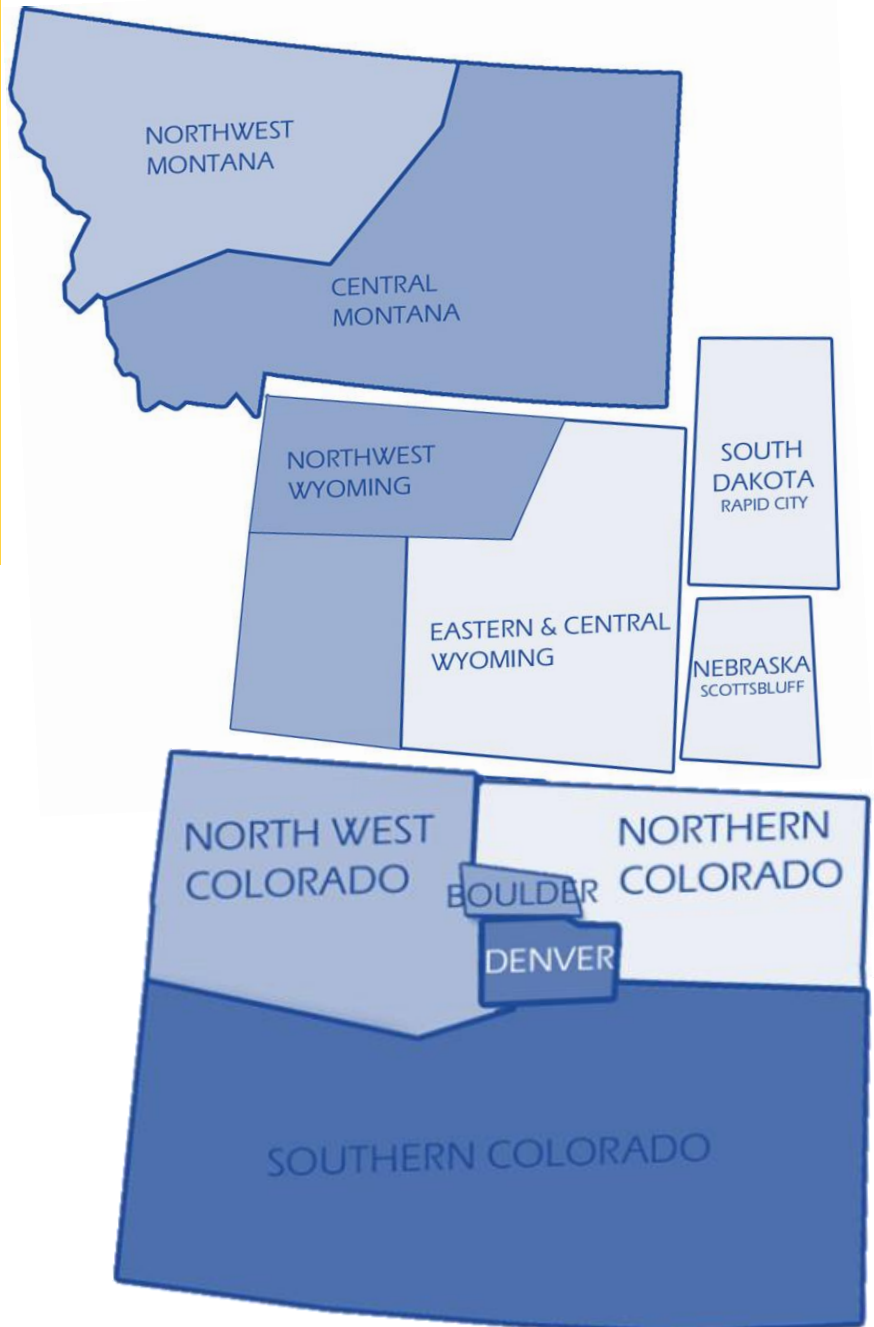 NORTHWEST
MONTANA
CENTRAL
MONTANA
NORTHWEST
WYOMING
SOUTH
DAKOTA
RAPID CITY
EASTERN & CENTRAL
WYOMING
NEBRASKA
SCOTTSBLUFF
NORTH WEST
COLORADO
NORTHERN
COLORADO
BOULDER
DENVER
SOUTHERN COLORADO